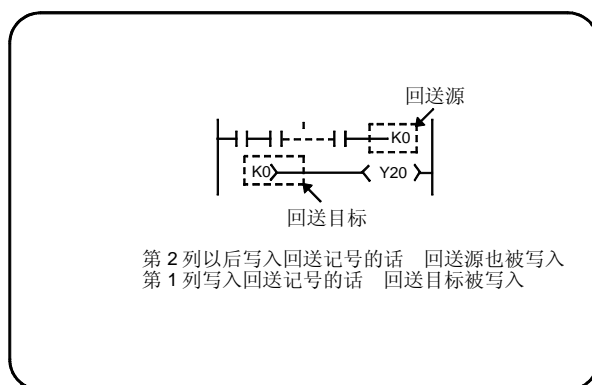 回送源
K0
K0 Y20
回送目标
第 2 列以后写入回送记号的话 回送源也被写入
第 1 列写入回送记号的话 回送目标被写入